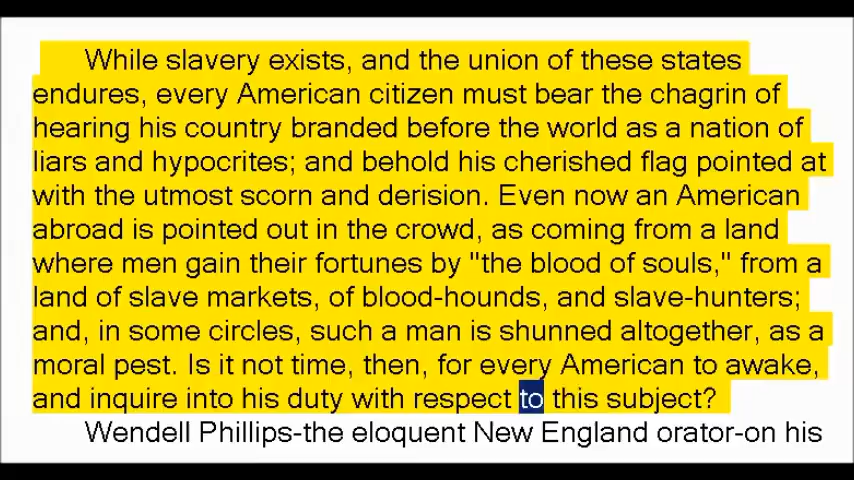 While slavery exists, and the union of these states
endures, every American citizen must bear the chagrin of
hearing his country branded before the world as a nation of
liars and hypocrites; and behold his cherished flag pointed at
with the utmost scorn and derision. Even now an American
abroad is pointed out in the crowd, as coming from a land
where men gain their fortunes by "the blood of souls," from a
land of slave markets, of blood-hounds, and slave-hunters;
and, in some circles, such a man is shunned altogether, as a
moral pest. Is it not time, then, for every American to awake,
and inquire into his duty with respect to this subject?
Wendell Phillips-the eloquent New England orator-on his